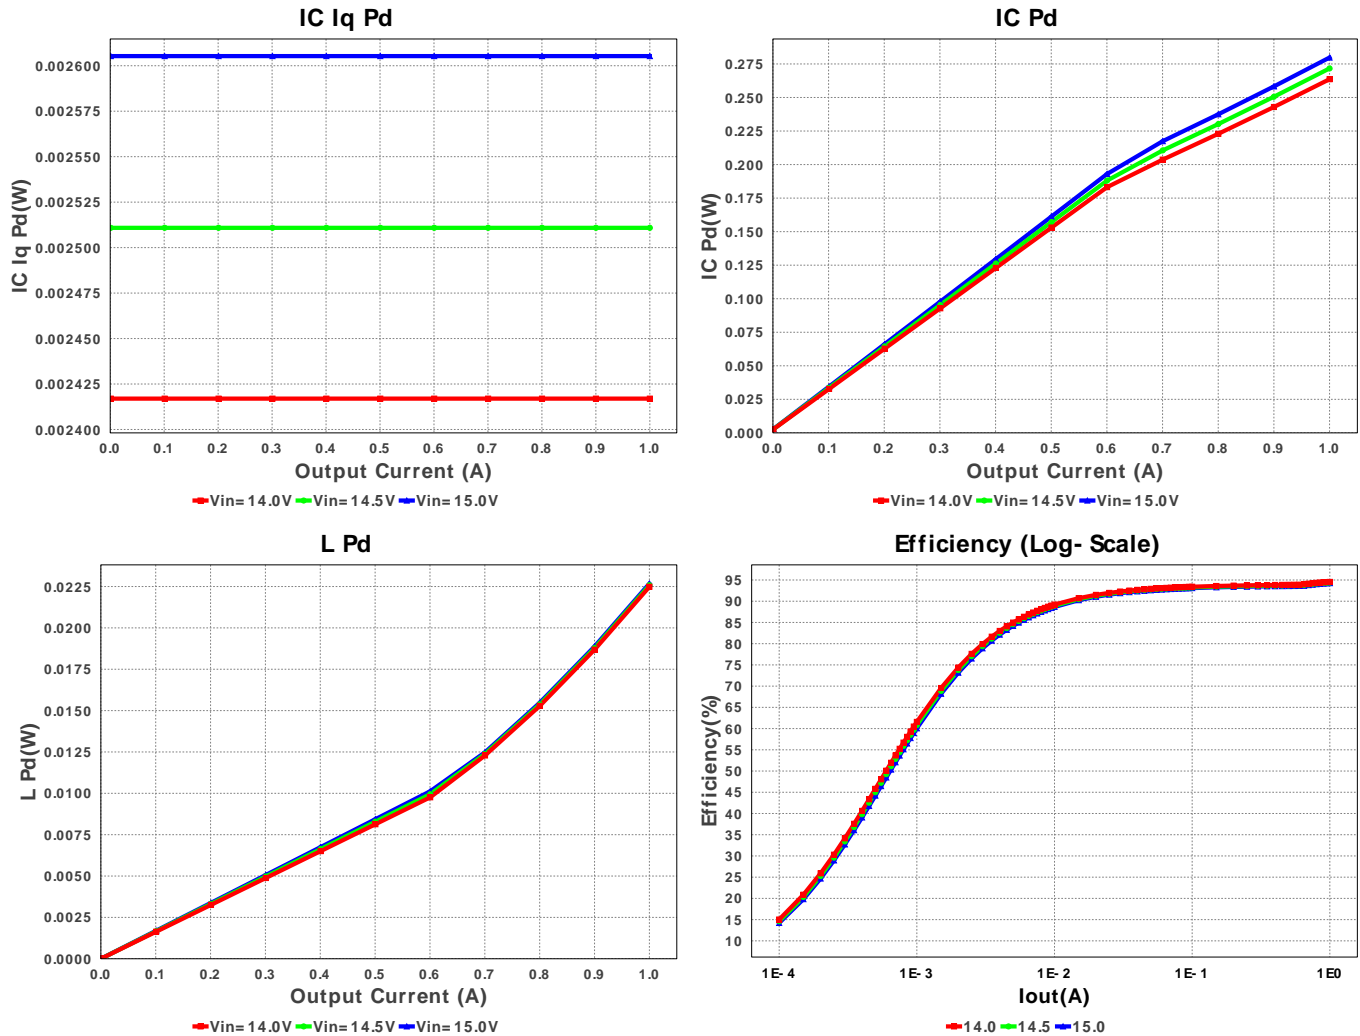 IC Iq Pd
0.002600
0.002575
0.002550
0.002525
0.002500
0.002475
0.002450
0.002425
0.002400
IC Iq Pd(W)
0.0 0.1 0.2 0.3 0.4 0.5 0.6 0.7 0.8 0.9 1.0
Output Current (A)
Vin= 14.0V Vin= 14.5V Vin= 15.0V
IC Pd
0.275
0.250
0.225
0.200
0.175
0.150
0.125
0.100
0.075
0.050
0.025
0.000
IC Pd(W)
0.0 0.1 0.2 0.3 0.4 0.5 0.6 0.7 0.8 0.9 1.0
Output Current (A)
Vin= 14.0V Vin= 14.5V Vin= 15.0V
L Pd
0.0225
0.0200
0.0175
0.0150
0.0125
0.0100
0.0075
0.0050
0.0025
0.0000
L Pd(W)
0.0 0.1 0.2 0.3 0.4 0.5 0.6 0.7 0.8 0.9 1.0
Output Current (A)
Vin= 14.0V Vin= 14.5V Vin= 15.0V
Efficiency (Log- Scale)
95
90
85
80
75
70
65
60
55
50
45
40
35
30
25
20
15
10
Efficiency(%)
1E- 4 1E- 3 1E- 2 1E- 1 1E0
Iout(A)
14.0 14.5 15.0